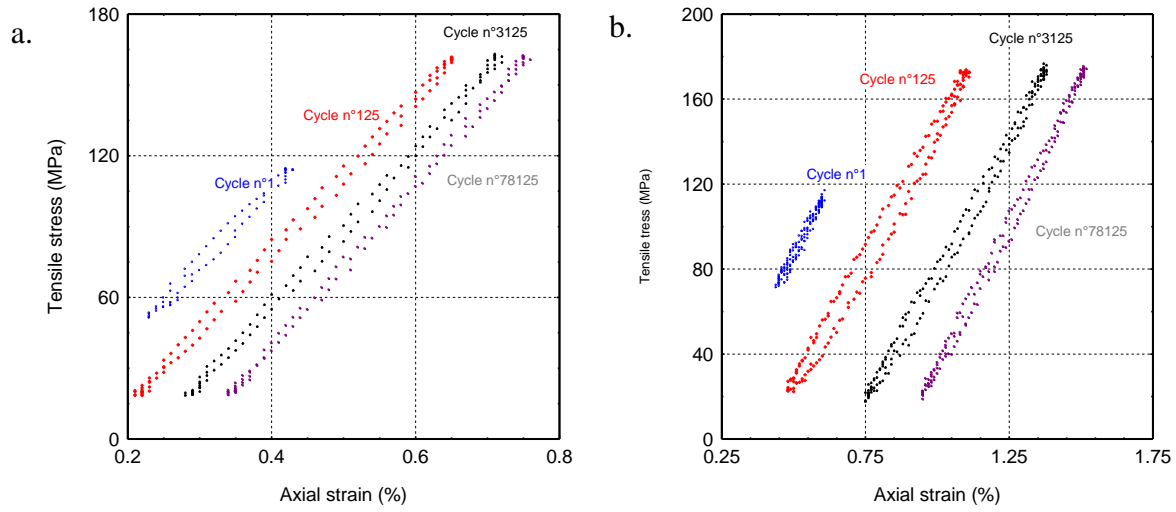 a.
180
120
60
0
0.2
0.4
0.6
0.8
Tensile stress (MPa)
Axial strain (%)
Cycle n°3125
Cycle n°125
Cycle n°1
Cycle n°78125
b.
200
160
120
80
40
0
0.25
0.75
1.25
1.75
Tensile tress (MPa)
Axial strain (%)
Cycle n°3125
Cycle n°125
Cycle n°1
Cycle n°78125